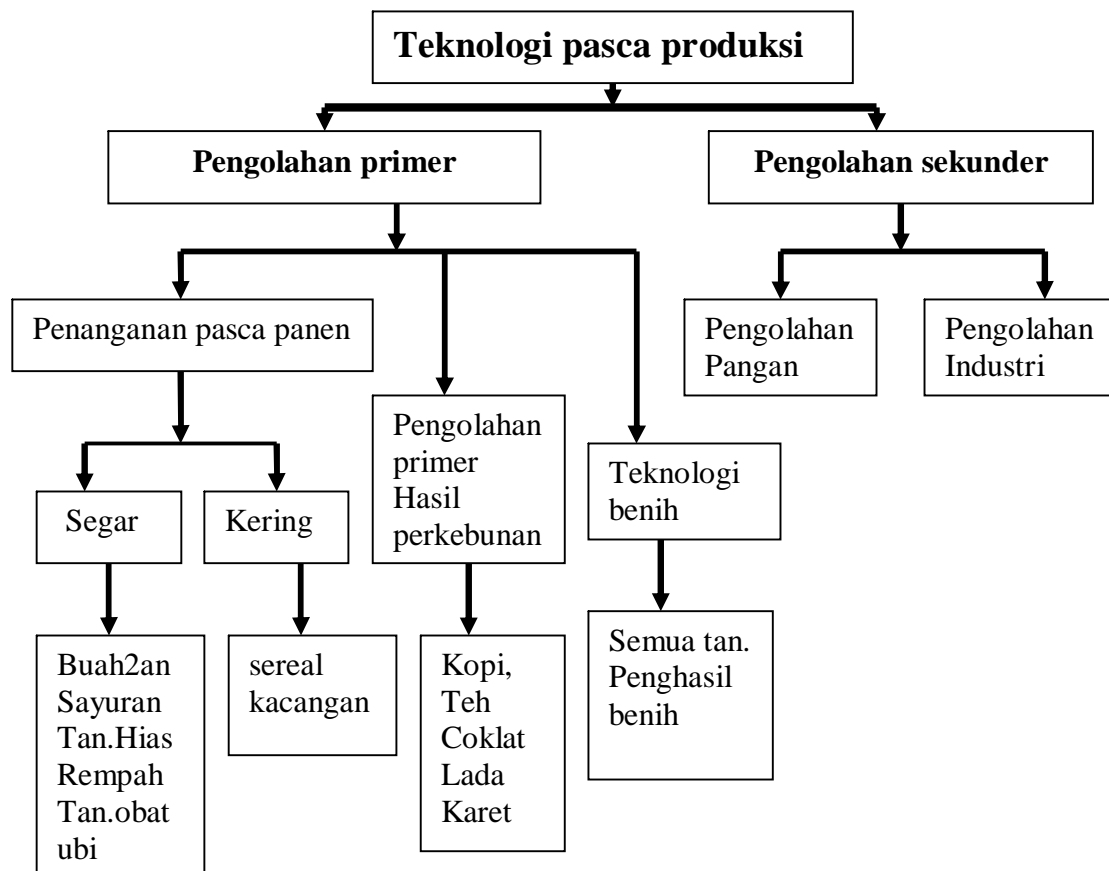 Teknologi pasca produksi
Pengolahan primer
Pengolahan sekunder
Penanganan pasca panen
Pengolahan
Pangan
Pengolahan
Industri
Pengolahan
primer
Hasil
perkebunan
Teknologi
benih
Segar
Kering
Buah2an
Sayuran
Tan.Hias
Rempah
Tan.obat
ubi
sereal
kacangan
Kopi,
Teh
Coklat
Lada
Karet
Semua tan.
Penghasil
benih